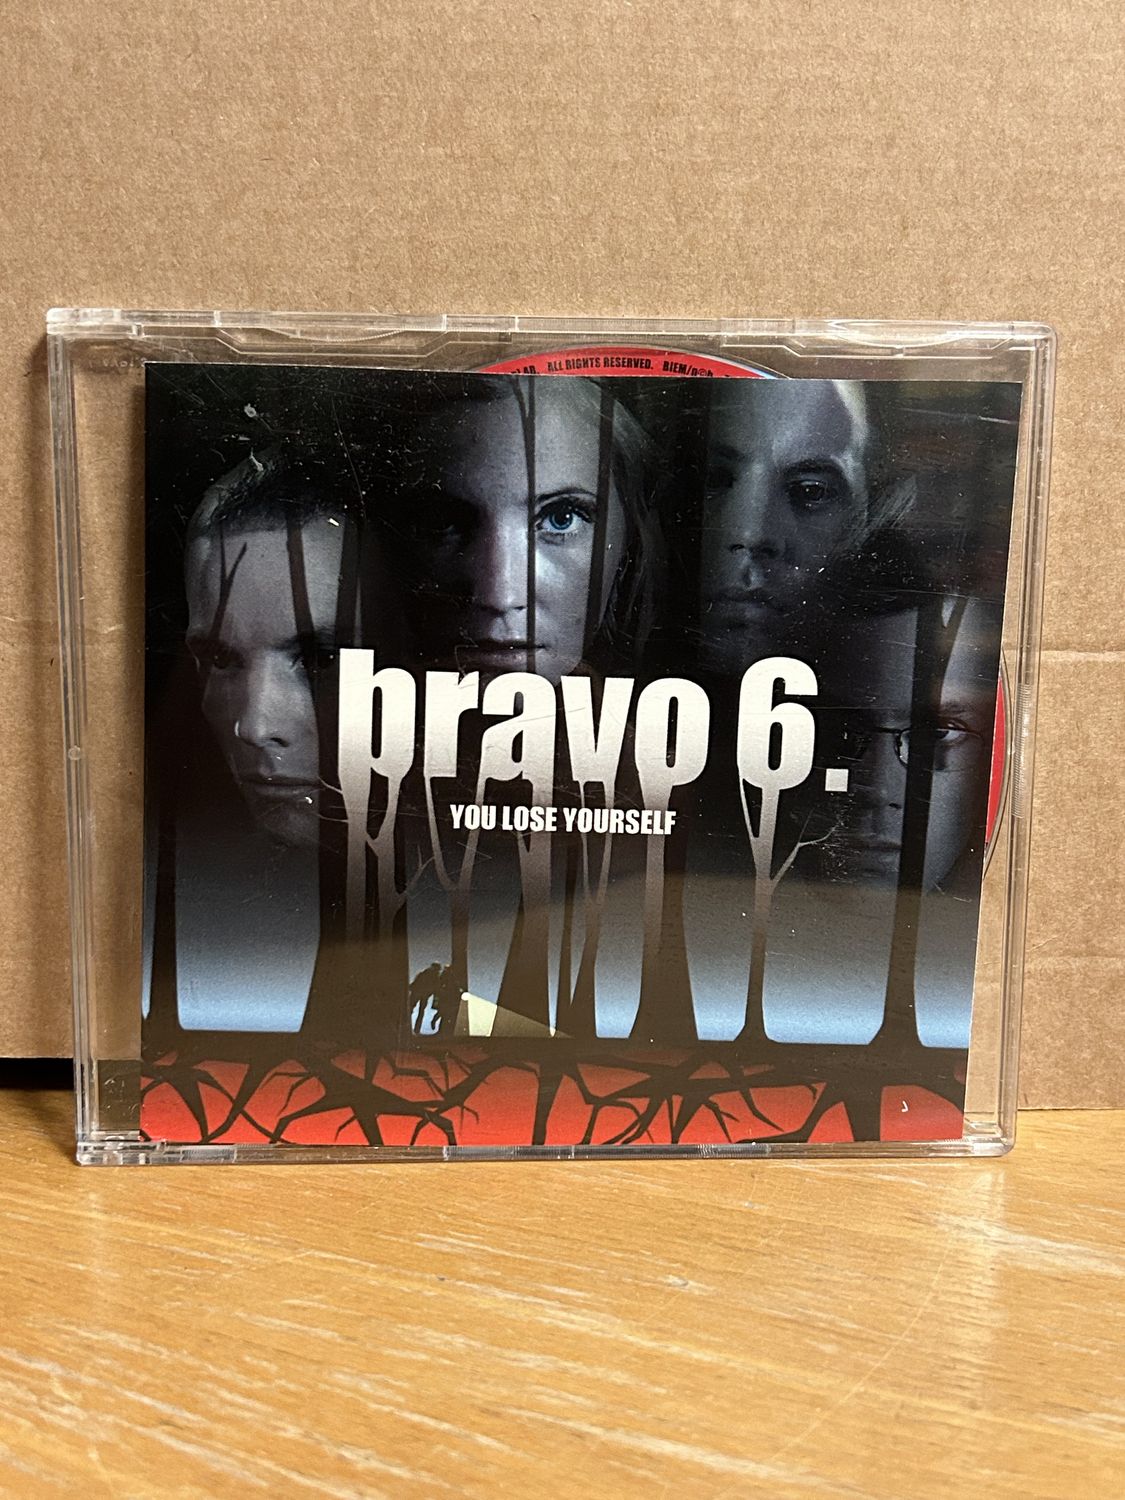 ALL RIGHTS RESERVED. BIEM/n©b
bravo 6.
YOU LOSE YOURSELF